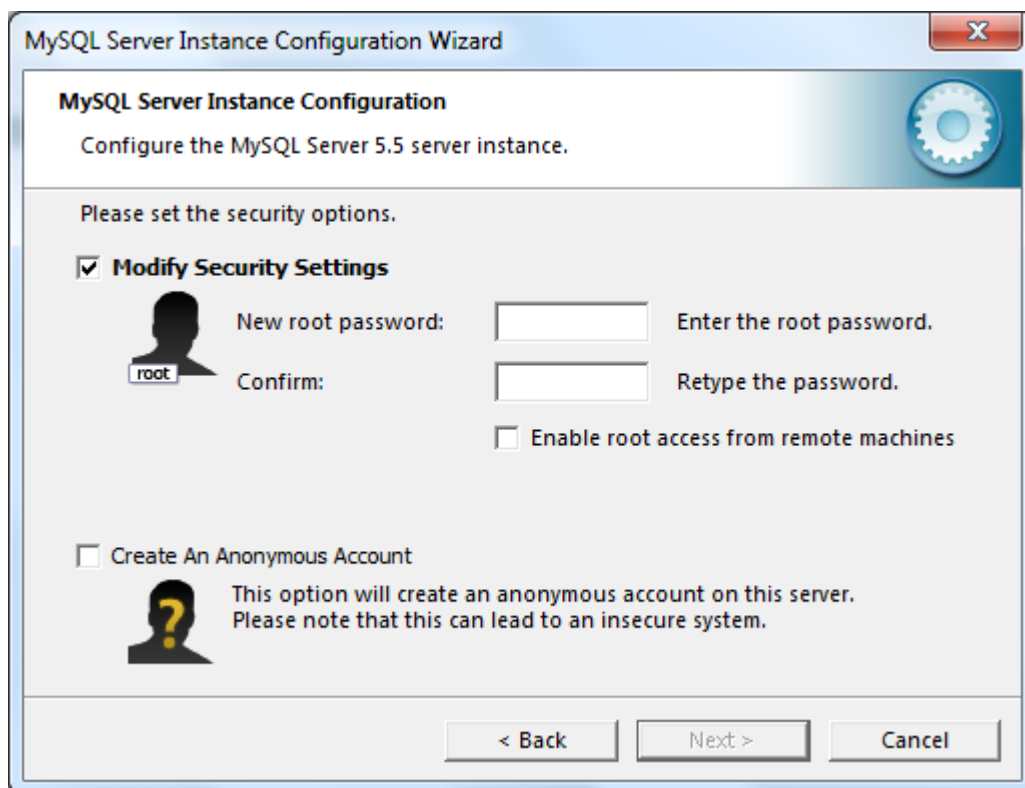 MySQL Server Instance Configuration Wizard
MySQL Server Instance Configuration
Configure the MySQL Server 5.5 server instance.
Please set the security options.
Modify Security Settings
New root password: Enter the root password.
root
Confirm: Retype the password.
Enable root access from remote machines
Create An Anonymous Account
This option will create an anonymous account on this server.
Please note that this can lead to an insecure system.
?
< Back Next > Cancel